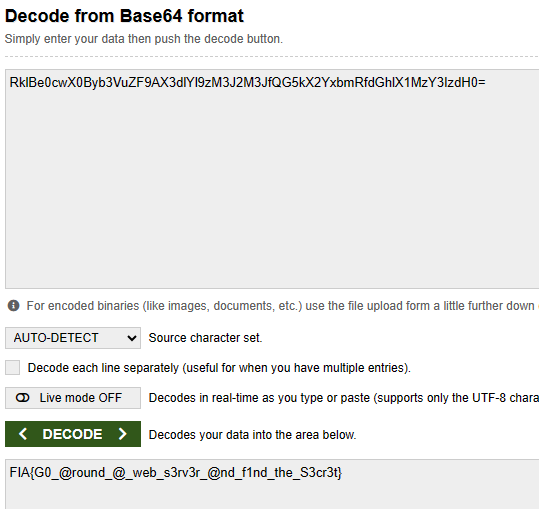 Decode from Base64 format
Simply enter your data then push the decode button.
RklBe0cwX0Byb3VuZF9AX3dlYl9zM3J2M3JfQG5kX2YxbmRfdGhlX1MzY3IzdH0=
For encoded binaries (like images, documents, etc.) use the file upload form a little further down
AUTO-DETECT Source character set.
Decode each line separately (useful for when you have multiple entries).
Live mode OFF Decodes in real-time as you type or paste (supports only the UTF-8 chara
DECODE Decodes your data into the area below.
FIA{G0_@round_@_web_s3rv3r_@nd_f1nd_the_S3cr3t}